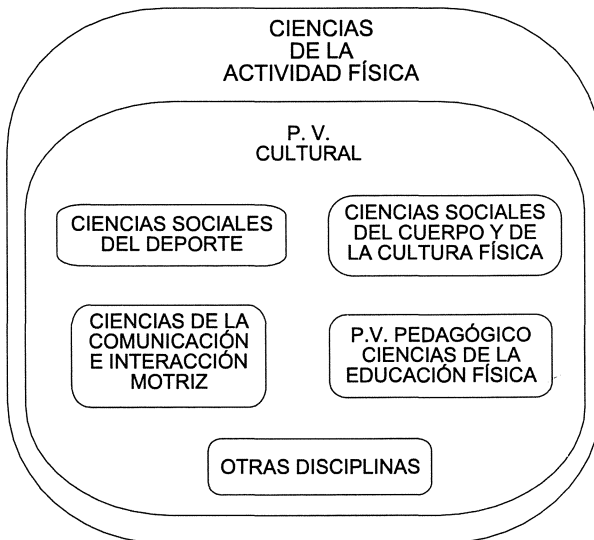 CIENCIAS
DE LA
ACTIVIDAD FÍSICA
P. V.
CULTURAL
CIENCIAS SOCIALES
DEL DEPORTE
CIENCIAS SOCIALES
DEL CUERPO Y DE
LA CULTURA FÍSICA
CIENCIAS DE LA
COMUNICACIÓN
E INTERACCIÓN
MOTRIZ
P.V. PEDAGÓGICO
CIENCIAS DE LA
EDUCACIÓN FÍSICA
OTRAS DISCIPLINAS